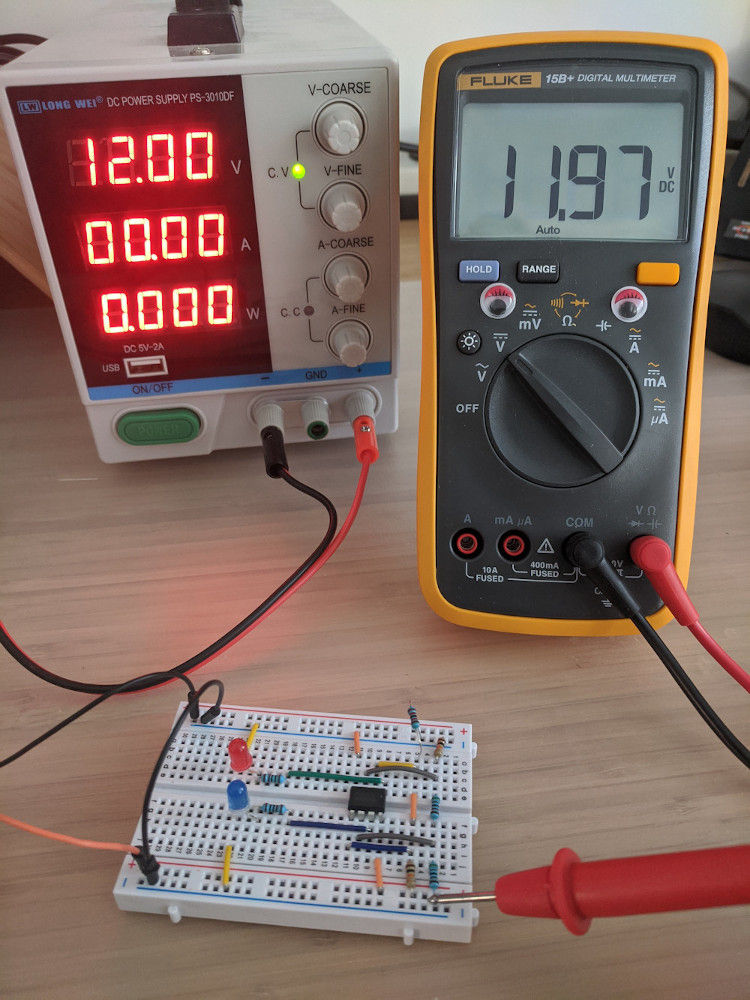 LW LONG WEI® DC POWER SUPPLY PS-3010DF
12.00 V
00.00 A
0.000 W
V-COARSE
C.V
V-FINE
A-COARSE
C.C
A-FINE
DC 5V-2A
USB
ON/OFF
POWER
− GND +
FLUKE 15B+ DIGITAL MULTIMETER
11.97 V DC
Auto
HOLD RANGE
mV Ω
V A
V mA
OFF µA
A mA µA COM V Ω
10A FUSED
400mA FUSED